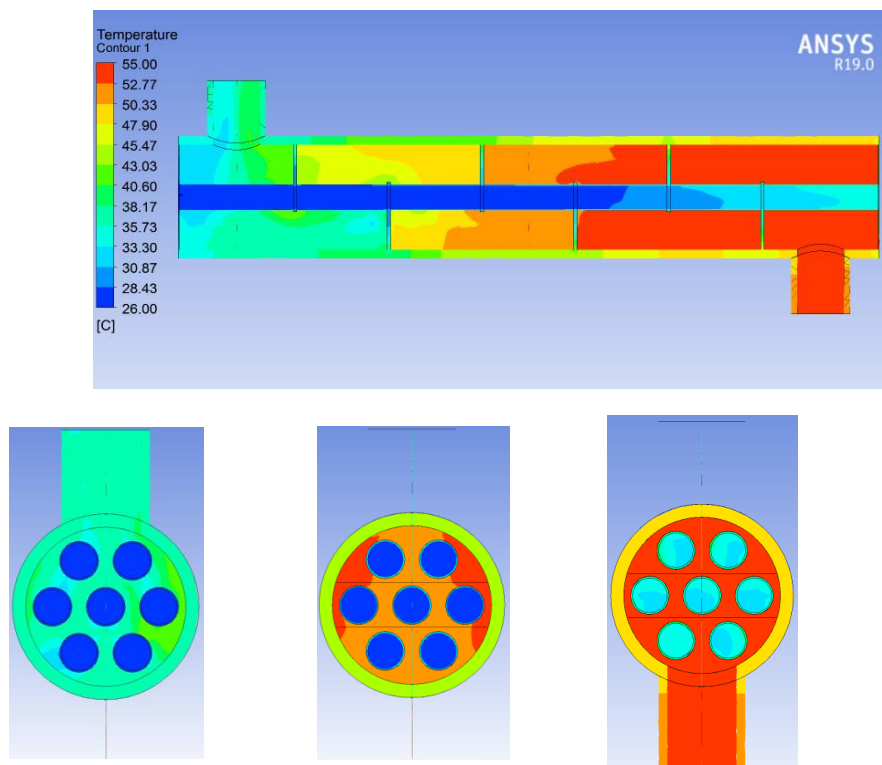 Temperature
Contour 1
55.00
52.77
50.33
47.90
45.47
43.03
40.60
38.17
35.73
33.30
30.87
28.43
26.00
[C]
ANSYS
R19.0